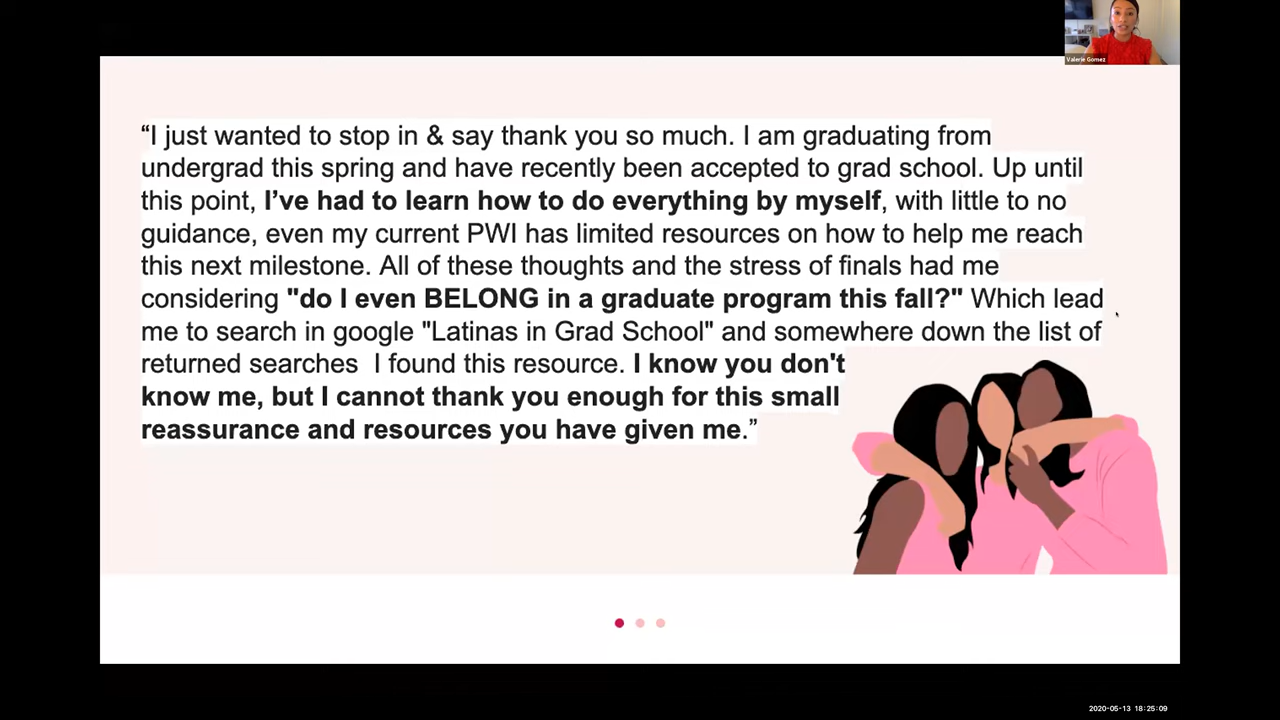 Valerie Gomez
“I just wanted to stop in & say thank you so much. I am graduating from
undergrad this spring and have recently been accepted to grad school. Up until
this point, I’ve had to learn how to do everything by myself, with little to no
guidance, even my current PWI has limited resources on how to help me reach
this next milestone. All of these thoughts and the stress of finals had me
considering "do I even BELONG in a graduate program this fall?" Which lead
me to search in google "Latinas in Grad School" and somewhere down the list of
returned searches  I found this resource. I know you don't
know me, but I cannot thank you enough for this small
reassurance and resources you have given me.”
2020-05-13 18:25:09